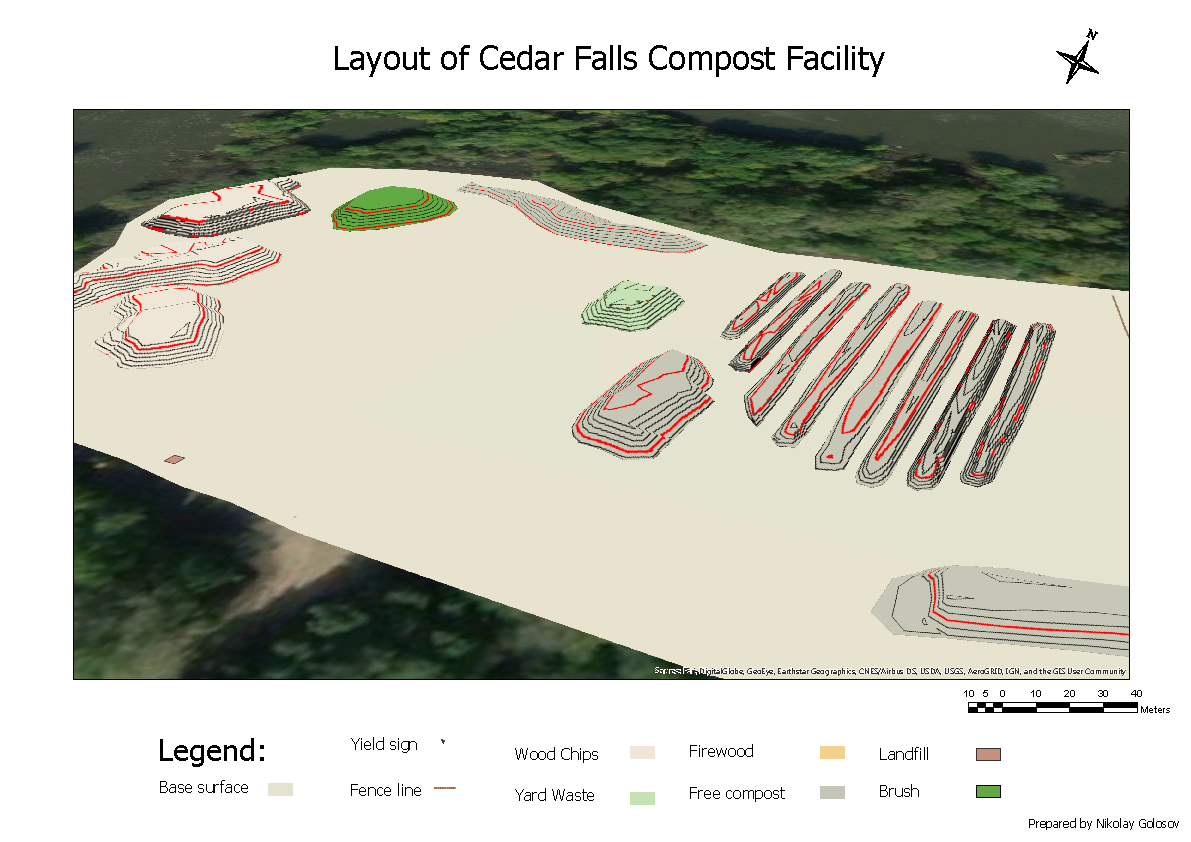 Layout of Cedar Falls Compost Facility
N
DigitalGlobe, GeoEye, Earthstar Geographics, CNES/Airbus DS, USDA, USGS, AeroGRID, IGN, and the GIS User Community
10 5 0 10 20 30 40
Meters
Legend:
Yield sign
Wood Chips
Firewood
Landfill
Base surface
Fence line
Yard Waste
Free compost
Brush
Prepared by Nikolay Golosov